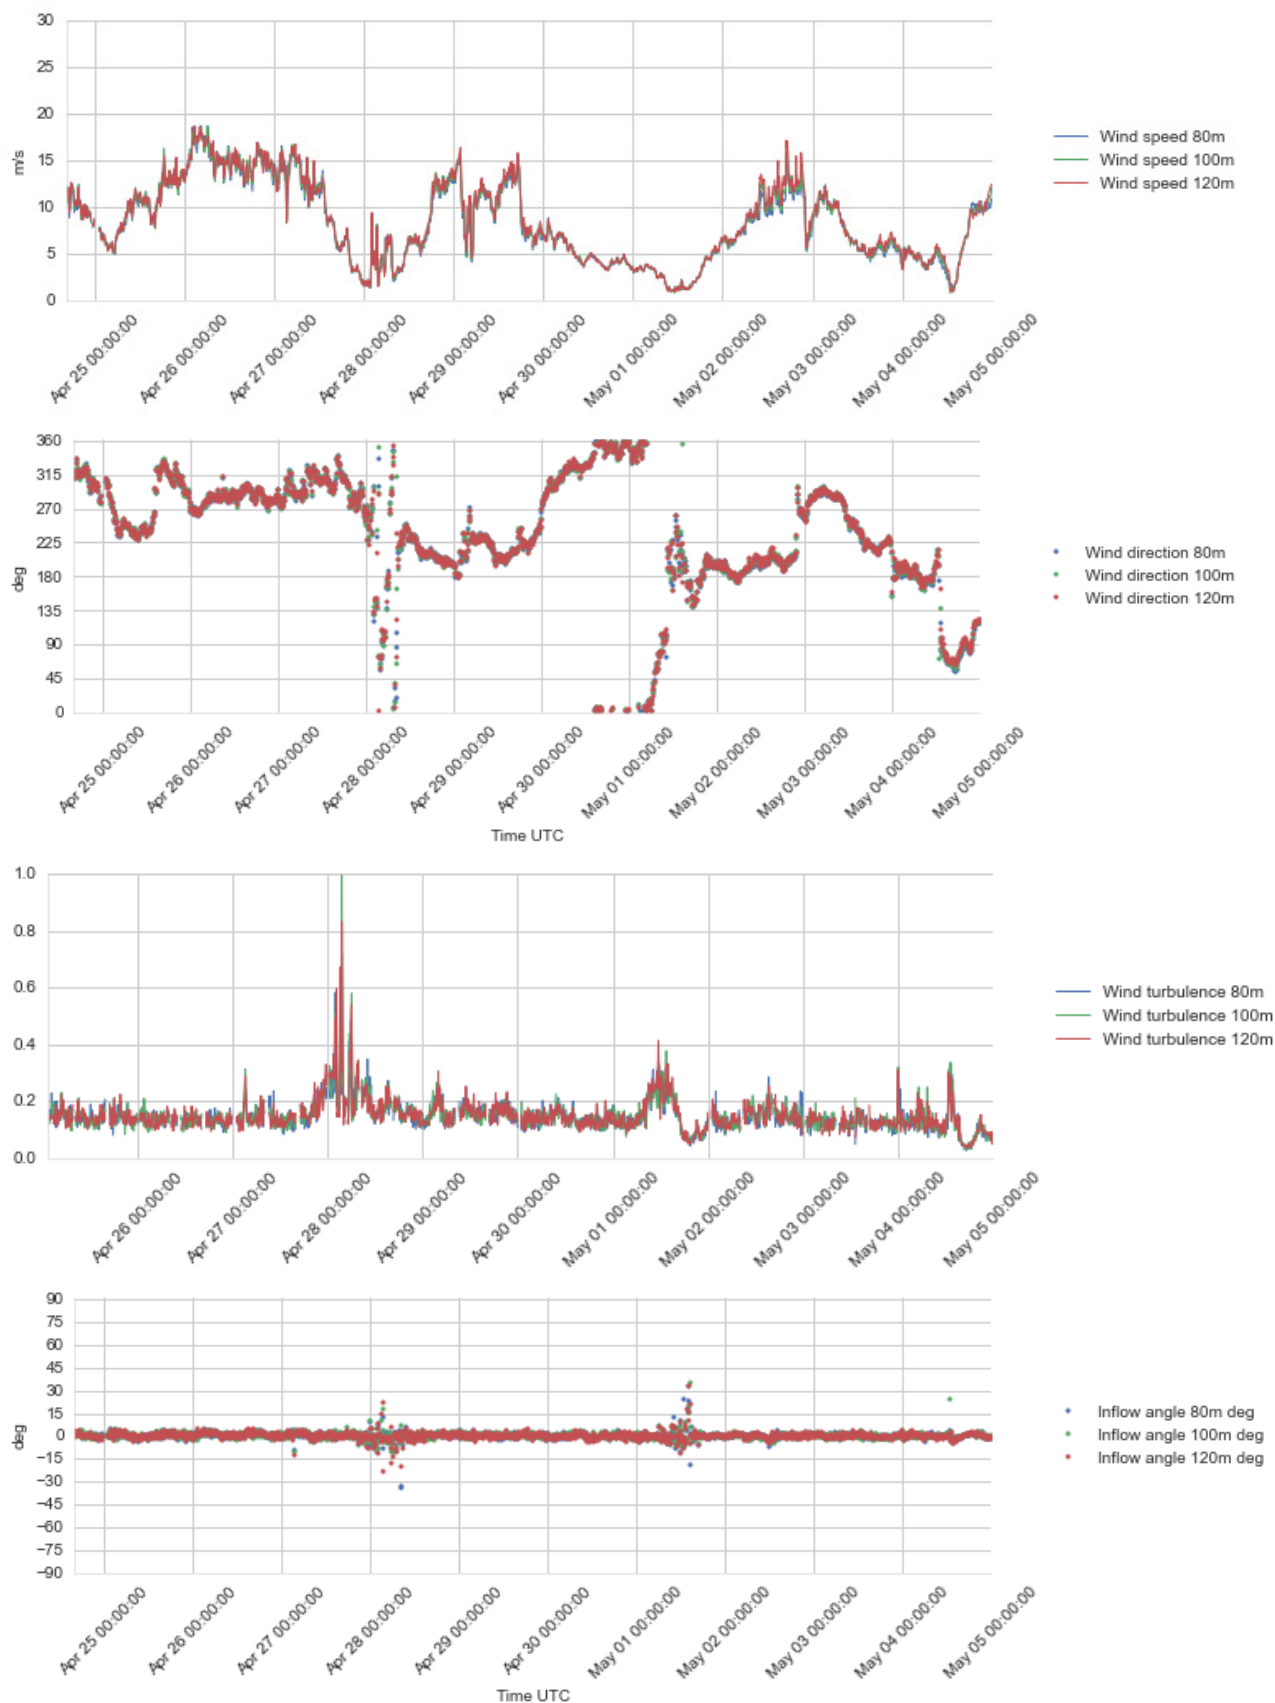 30
25
20
15
10
5
0
m/s
Apr 25 00:00:00
Apr 26 00:00:00
Apr 27 00:00:00
Apr 28 00:00:00
Apr 29 00:00:00
Apr 30 00:00:00
May 01 00:00:00
May 02 00:00:00
May 03 00:00:00
May 04 00:00:00
May 05 00:00:00
Wind speed 80m
Wind speed 100m
Wind speed 120m
360
315
270
225
180
135
90
45
0
deg
Apr 25 00:00:00
Apr 26 00:00:00
Apr 27 00:00:00
Apr 28 00:00:00
Apr 29 00:00:00
Apr 30 00:00:00
May 01 00:00:00
May 02 00:00:00
May 03 00:00:00
May 04 00:00:00
May 05 00:00:00
Time UTC
Wind direction 80m
Wind direction 100m
Wind direction 120m
1.0
0.8
0.6
0.4
0.2
0.0
Apr 26 00:00:00
Apr 27 00:00:00
Apr 28 00:00:00
Apr 29 00:00:00
Apr 30 00:00:00
May 01 00:00:00
May 02 00:00:00
May 03 00:00:00
May 04 00:00:00
May 05 00:00:00
Wind turbulence 80m
Wind turbulence 100m
Wind turbulence 120m
90
75
60
45
30
15
0
−15
−30
−45
−60
−75
−90
deg
Apr 25 00:00:00
Apr 26 00:00:00
Apr 27 00:00:00
Apr 28 00:00:00
Apr 29 00:00:00
Apr 30 00:00:00
May 01 00:00:00
May 02 00:00:00
May 03 00:00:00
May 04 00:00:00
May 05 00:00:00
Time UTC
Inflow angle 80m deg
Inflow angle 100m deg
Inflow angle 120m deg